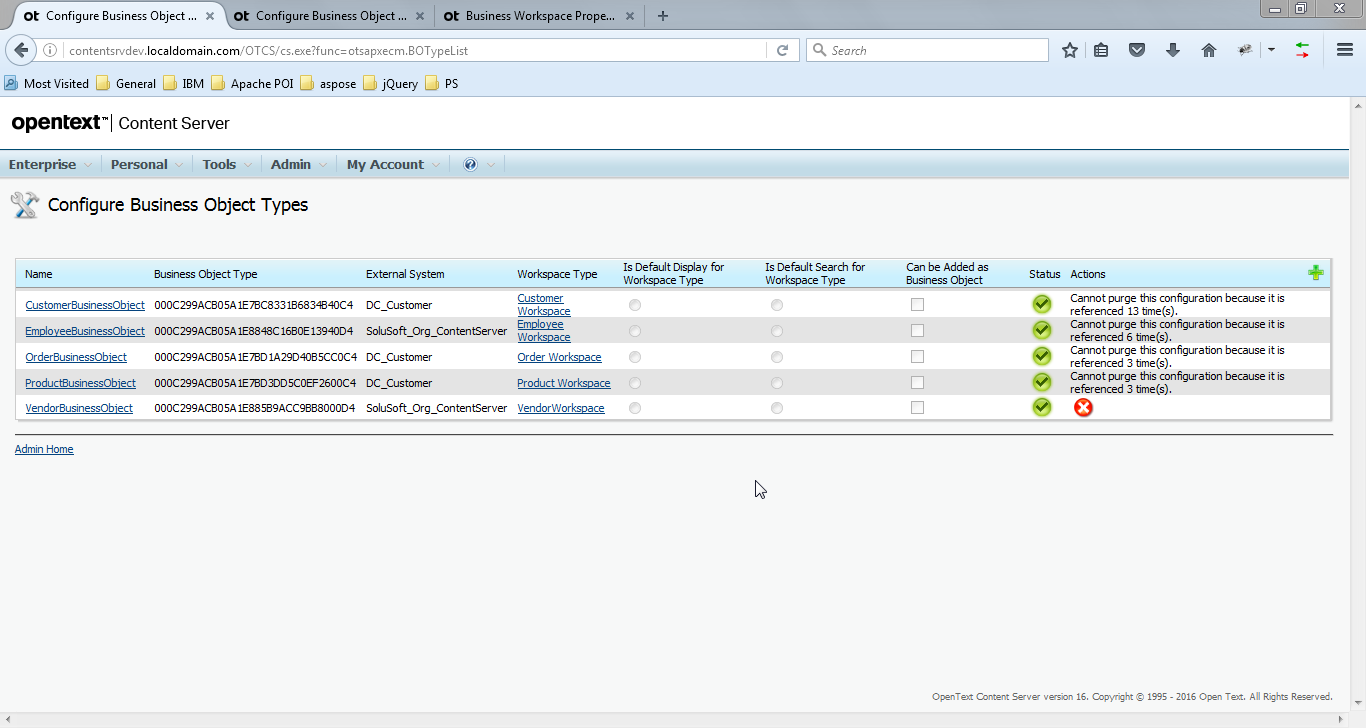 Configure Business Object ...
Configure Business Object ...
Business Workspace Prope...
contentsrvdev.localdomain.com/OTCS/cs.exe?func=otsapxecm.BOTypeList
Search
Most Visited General IBM Apache POI aspose jQuery PS
opentext™ | Content Server
Enterprise Personal Tools Admin My Account
Configure Business Object Types
Name Business Object Type External System Workspace Type Is Default Display for Workspace Type Is Default Search for Workspace Type Can be Added as Business Object Status Actions
CustomerBusinessObject 000C299ACB05A1E7BC8331B6834B40C4 DC_Customer Customer Workspace Cannot purge this configuration because it is referenced 13 time(s).
EmployeeBusinessObject 000C299ACB05A1E8848C16B0E13940D4 SoluSoft_Org_ContentServer Employee Workspace Cannot purge this configuration because it is referenced 6 time(s).
OrderBusinessObject 000C299ACB05A1E7BD1A29D40B5CC0C4 DC_Customer Order Workspace Cannot purge this configuration because it is referenced 3 time(s).
ProductBusinessObject 000C299ACB05A1E7BD3DD5C0EF2600C4 DC_Customer Product Workspace Cannot purge this configuration because it is referenced 3 time(s).
VendorBusinessObject 000C299ACB05A1E885B9ACC9BB8000D4 SoluSoft_Org_ContentServer VendorWorkspace
Admin Home
OpenText Content Server version 16. Copyright © 1995 - 2016 Open Text. All Rights Reserved.